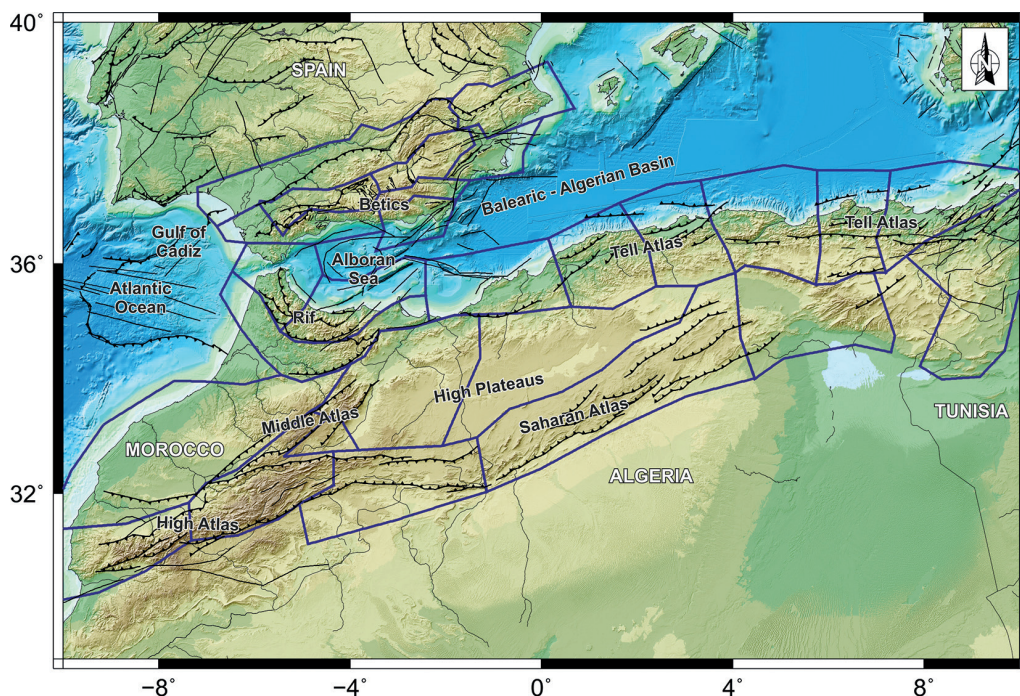 40°
SPAIN
N
Balearic - Algerian Basin
Betics
Gulf of
Cádiz
Tell Atlas
Tell Atlas
36°
Alboran
Sea
Atlantic
Ocean
Rif
High Plateaus
Middle Atlas
Saharan Atlas
TUNISIA
MOROCCO
ALGERIA
32°
High Atlas
−8°
−4°
0°
4°
8°